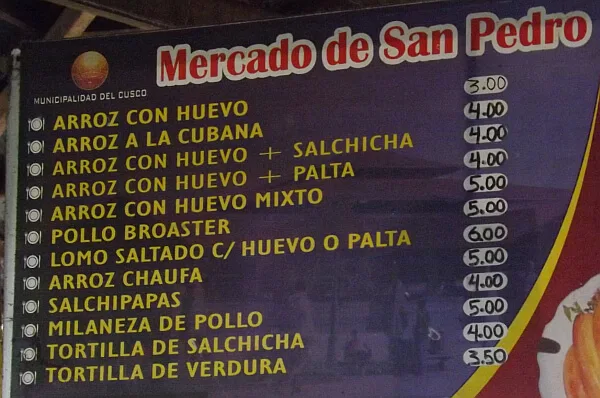 Mercado de San Pedro
MUNICIPALIDAD DEL CUSCO
ARROZ CON HUEVO 3.00
ARROZ A LA CUBANA 4.00
ARROZ CON HUEVO + SALCHICHA 4.00
ARROZ CON HUEVO + PALTA 4.00
ARROZ CON HUEVO MIXTO 5.00
POLLO BROASTER 5.00
LOMO SALTADO C/ HUEVO O PALTA 6.00
ARROZ CHAUFA 5.00
SALCHIPAPAS 4.00
MILANEZA DE POLLO 5.00
TORTILLA DE SALCHICHA 4.00
TORTILLA DE VERDURA 3.50